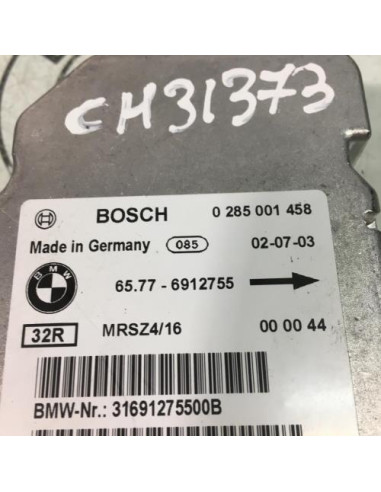 CH31373
BOSCH 0 285 001 458
Made in Germany 085 02-07-03
BMW 65.77 - 6912755
32R MRSZ4/16 00 00 44
BMW-Nr.: 31691275500B